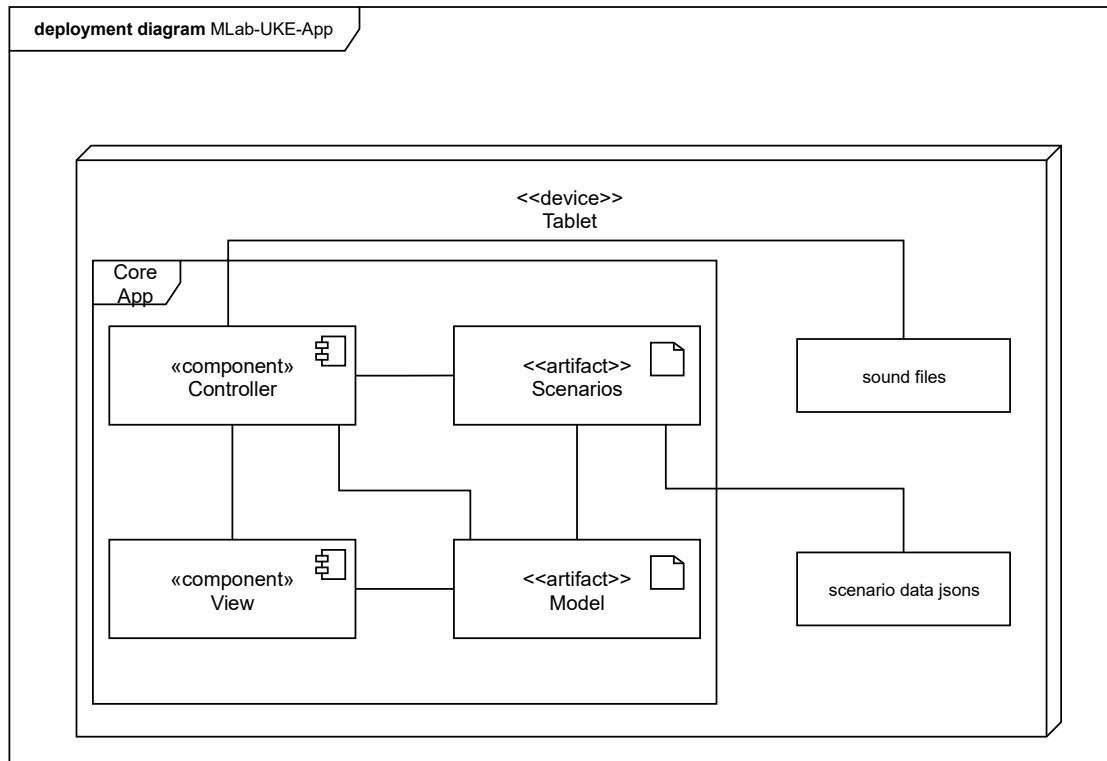 deployment diagram MLab-UKE-App
<<device>>
Tablet
Core
App
«component»
Controller
<<artifact>>
Scenarios
sound files
«component»
View
<<artifact>>
Model
scenario data jsons